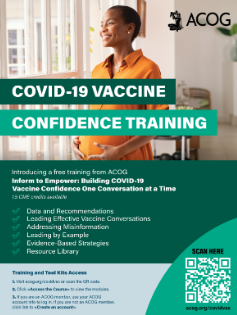 ACOG
COVID-19 VACCINE
CONFIDENCE TRAINING
Introducing a free training from ACOG
Inform to Empower: Building COVID-19
Vaccine Confidence One Conversation at a Time
15 CME credits available
Data and Recommendations
Leading Effective Vaccine Conversations
Addressing Misinformation
Leading by Example
Evidence-Based Strategies
Resource Library
SCAN HERE
Training and Tool Kits Access
1. Visit acog.org/covidvax or scan the QR code.
2. Click «Access the Course» to view the modules.
3. If you are an ACOG member, use your ACOG
account info to log in. If you are not an ACOG member,
click link to «Create an account».
acog.org/covidvax